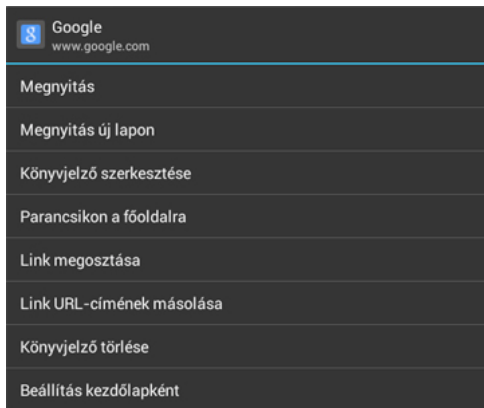 Google
www.google.com
Megnyitás
Megnyitás új lapon
Könyvjelző szerkesztése
Parancsikon a főoldalra
Link megosztása
Link URL-címének másolása
Könyvjelző törlése
Beállítás kezdőlapként